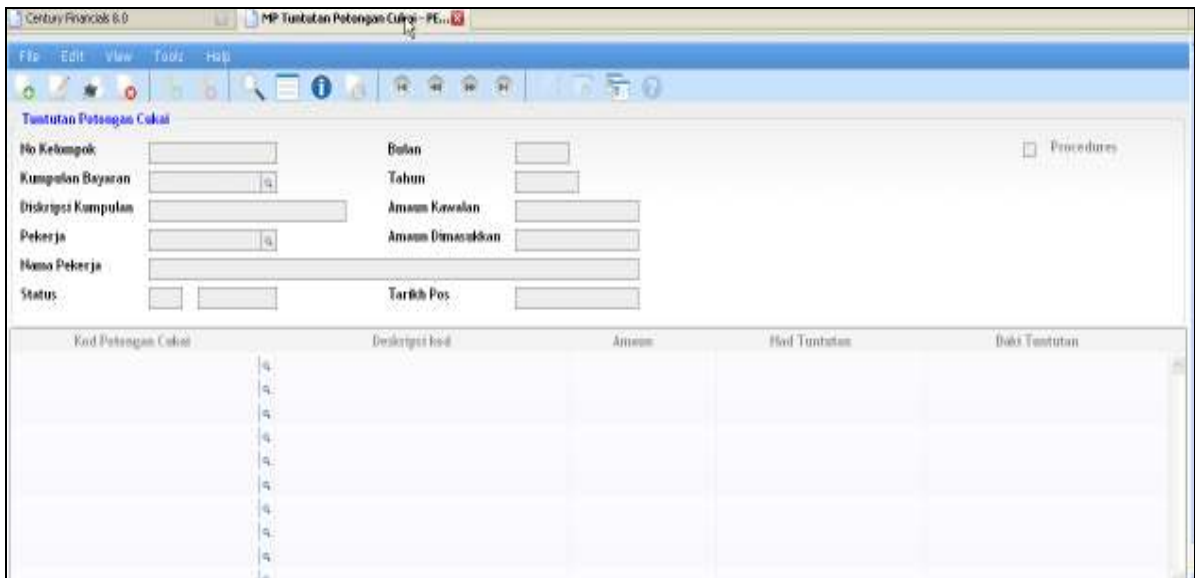 Century Financials 8.0 MP Tuntutan Potongan Cukai - PE...
File Edit View Tools Help
Tuntutan Potongan Cukai
No Kelompok Bulan Procedures
Kumpulan Bayaran Tahun
Diskripsi Kumpulan Amaun Kawalan
Pekerja Amaun Dimasukkan
Nama Pekerja
Status Tarikh Pos
Kod Potongan Cukai Deskripsi kod Amaun Had Tuntutan Baki Tuntutan